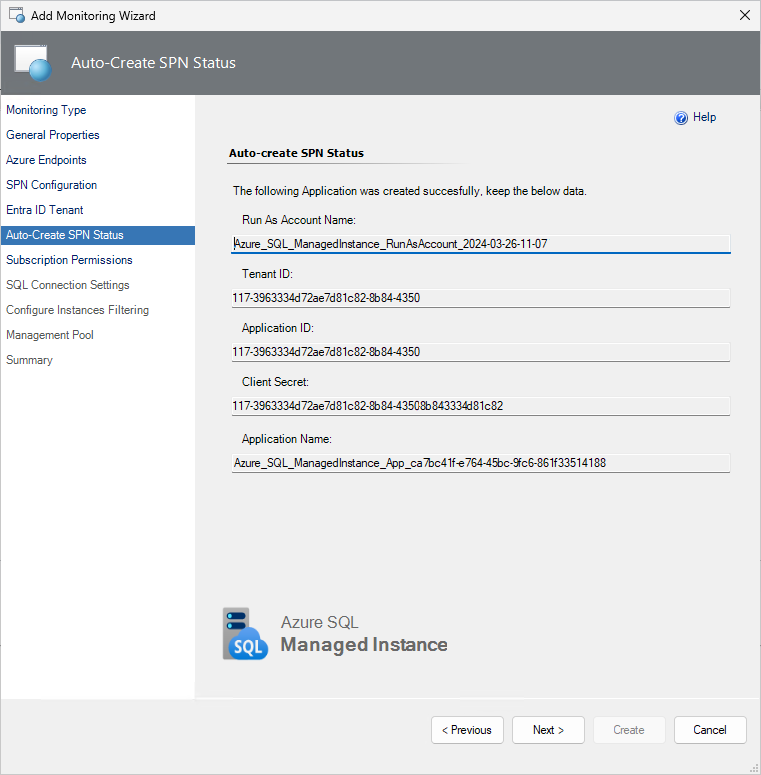 Add Monitoring Wizard
Auto-Create SPN Status
Monitoring Type
General Properties
Azure Endpoints
SPN Configuration
Entra ID Tenant
Auto-Create SPN Status
Subscription Permissions
SQL Connection Settings
Configure Instances Filtering
Management Pool
Summary
Help
Auto-create SPN Status
The following Application was created succesfully, keep the below data.
Run As Account Name:
Azure_SQL_ManagedInstance_RunAsAccount_2024-03-26-11-07
Tenant ID:
117-3963334d72ae7d81c82-8b84-4350
Application ID:
117-3963334d72ae7d81c82-8b84-4350
Client Secret:
117-3963334d72ae7d81c82-8b84-43508b843334d81c82
Application Name:
Azure_SQL_ManagedInstance_App_ca7bc41f-e764-45bc-9fc6-861f33514188
SQL
Azure SQL
Managed Instance
< Previous
Next >
Create
Cancel